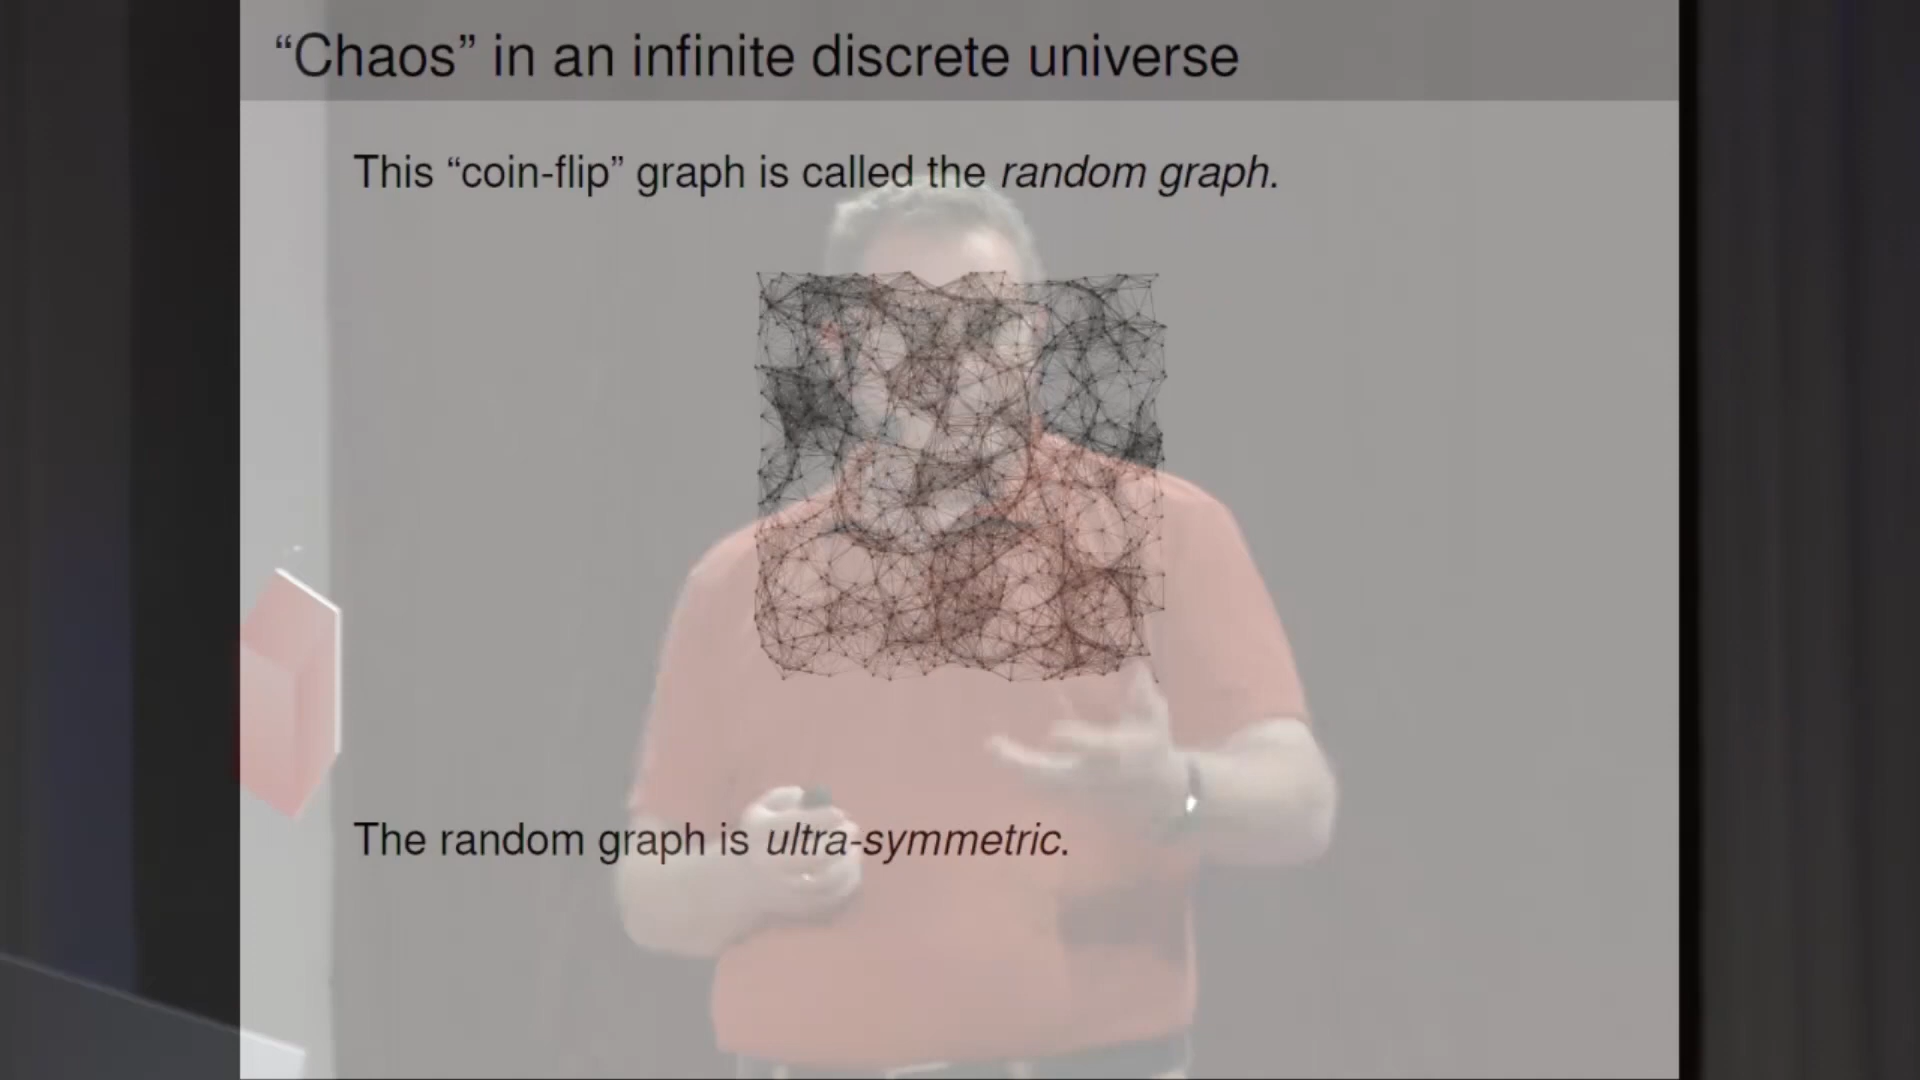 “Chaos” in an infinite discrete universe
This “coin-flip” graph is called the random graph.
The random graph is ultra-symmetric.